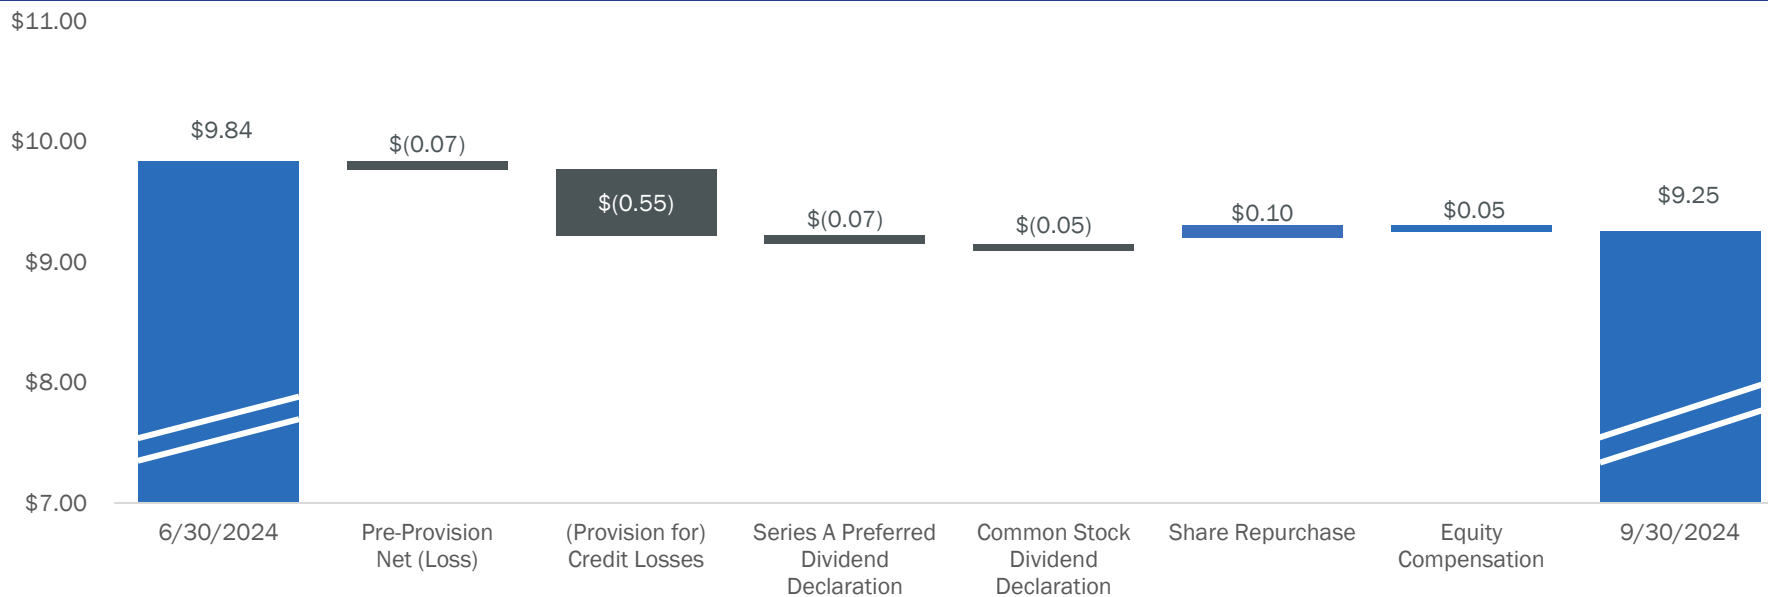 $11.00
$10.00
$9.00
$8.00
$7.00
$9.84
$(0.07)
$(0.55)
$(0.07)
$(0.05)
$0.10
$0.05
$9.25
6/30/2024
Pre-Provision
Net (Loss)
(Provision for)
Credit Losses
Series A Preferred
Dividend
Declaration
Common Stock
Dividend
Declaration
Share Repurchase
Equity
Compensation
9/30/2024